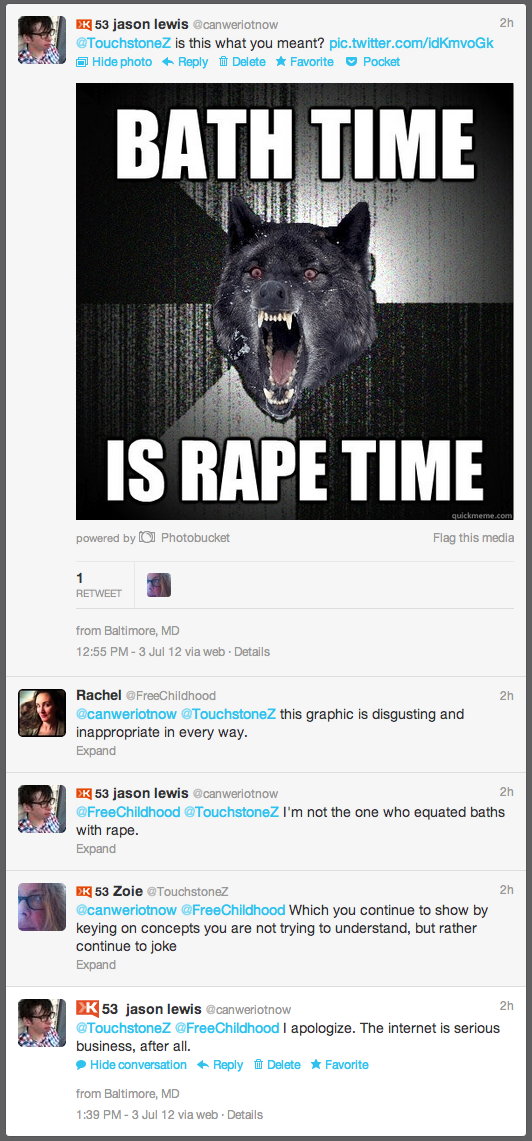 53 jason lewis @canweriotnow 2h
@TouchstoneZ is this what you meant? pic.twitter.com/idKmvoGk
Hide photo Reply Delete Favorite Pocket
BATH TIME
IS RAPE TIME
quickmeme.com
powered by Photobucket Flag this media
1
RETWEET
from Baltimore, MD
12:55 PM - 3 Jul 12 via web · Details
Rachel @FreeChildhood 2h
@canweriotnow @TouchstoneZ this graphic is disgusting and
inappropriate in every way.
Expand
53 jason lewis @canweriotnow 2h
@FreeChildhood @TouchstoneZ I'm not the one who equated baths
with rape.
Expand
53 Zoie @TouchstoneZ 2h
@canweriotnow @FreeChildhood Which you continue to show by
keying on concepts you are not trying to understand, but rather
continue to joke
Expand
53 jason lewis @canweriotnow 2h
@TouchstoneZ @FreeChildhood I apologize. The internet is serious
business, after all.
Hide conversation Reply Delete Favorite
from Baltimore, MD
1:39 PM - 3 Jul 12 via web · Details